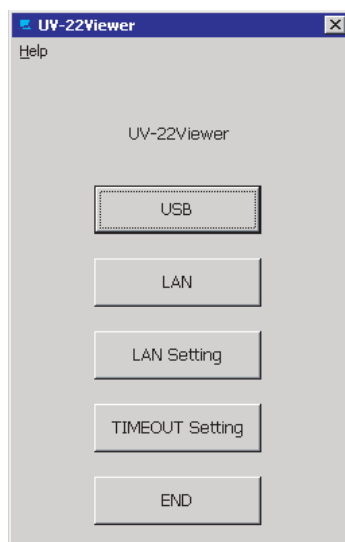 UV-22Viewer
Help
UV-22Viewer
USB
LAN
LAN Setting
TIMEOUT Setting
END